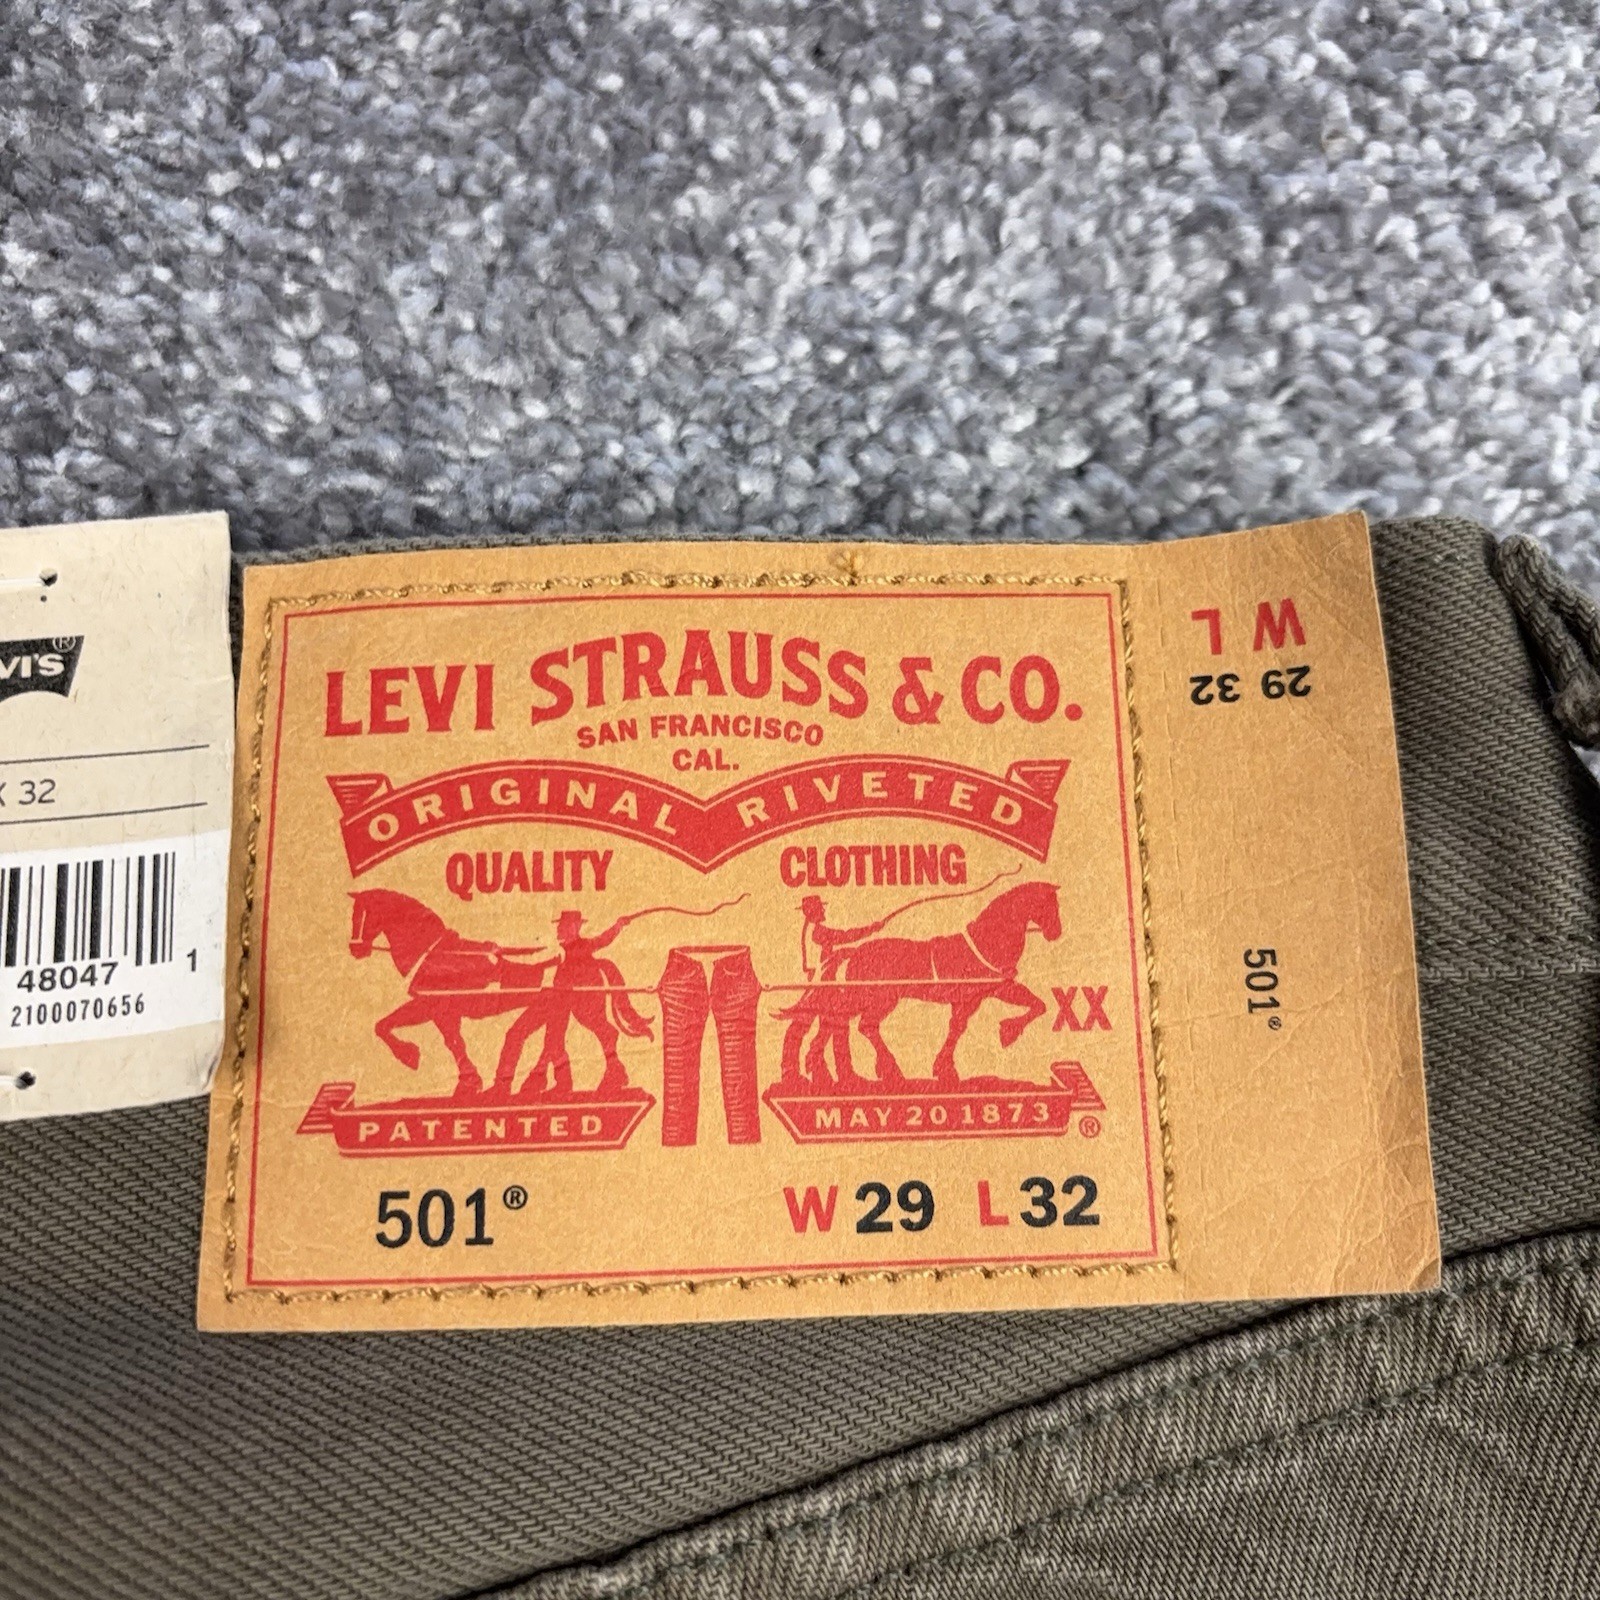 LEVI STRAUSS & CO.
SAN FRANCISCO
CAL.
ORIGINAL RIVETED
QUALITY CLOTHING
XX
PATENTED MAY 20 1873 ®
501® W 29 L 32
W L
29 32
501®
VI'S®
X 32
48047 1
2100070656